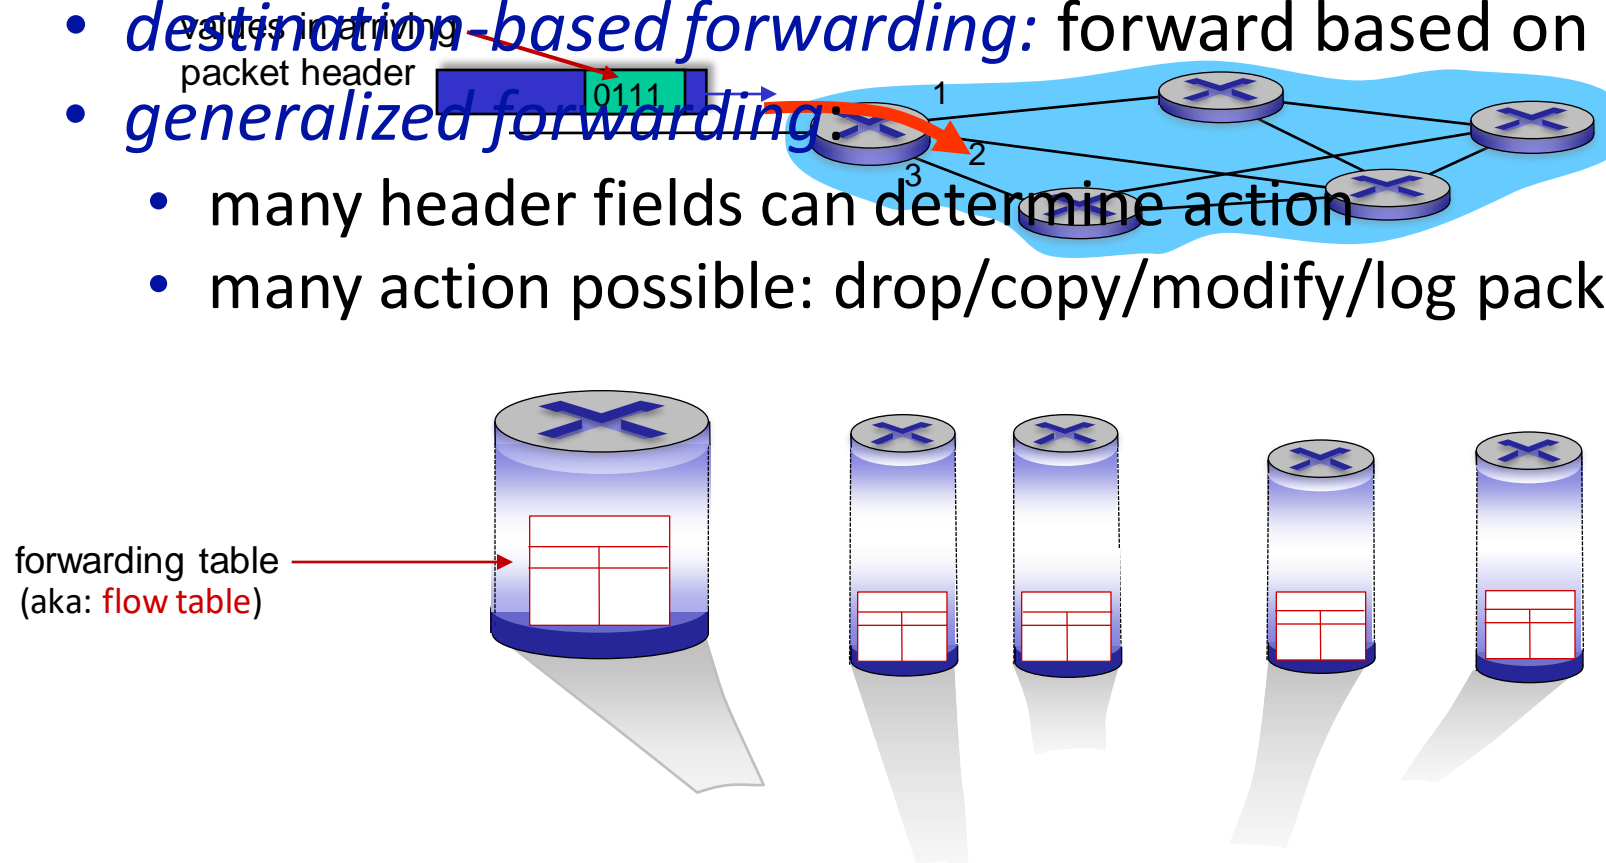 • destination-based forwarding: forward based on
values in arriving
packet header
0111
• generalized forwarding:
1
2
3
• many header fields can determine action
• many action possible: drop/copy/modify/log pack
forwarding table
(aka: flow table)